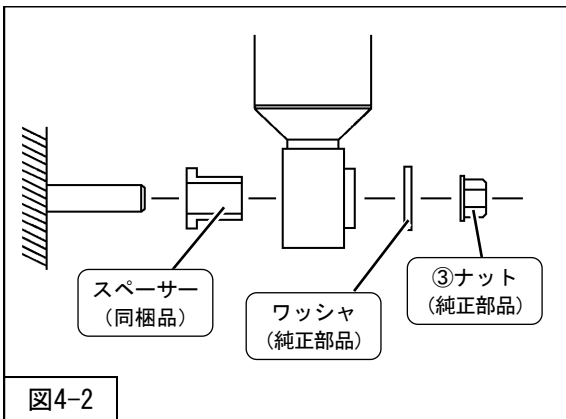 スペーサー
（同梱品）
ワッシャ
（純正部品）
③ナット
（純正部品）
図4-2